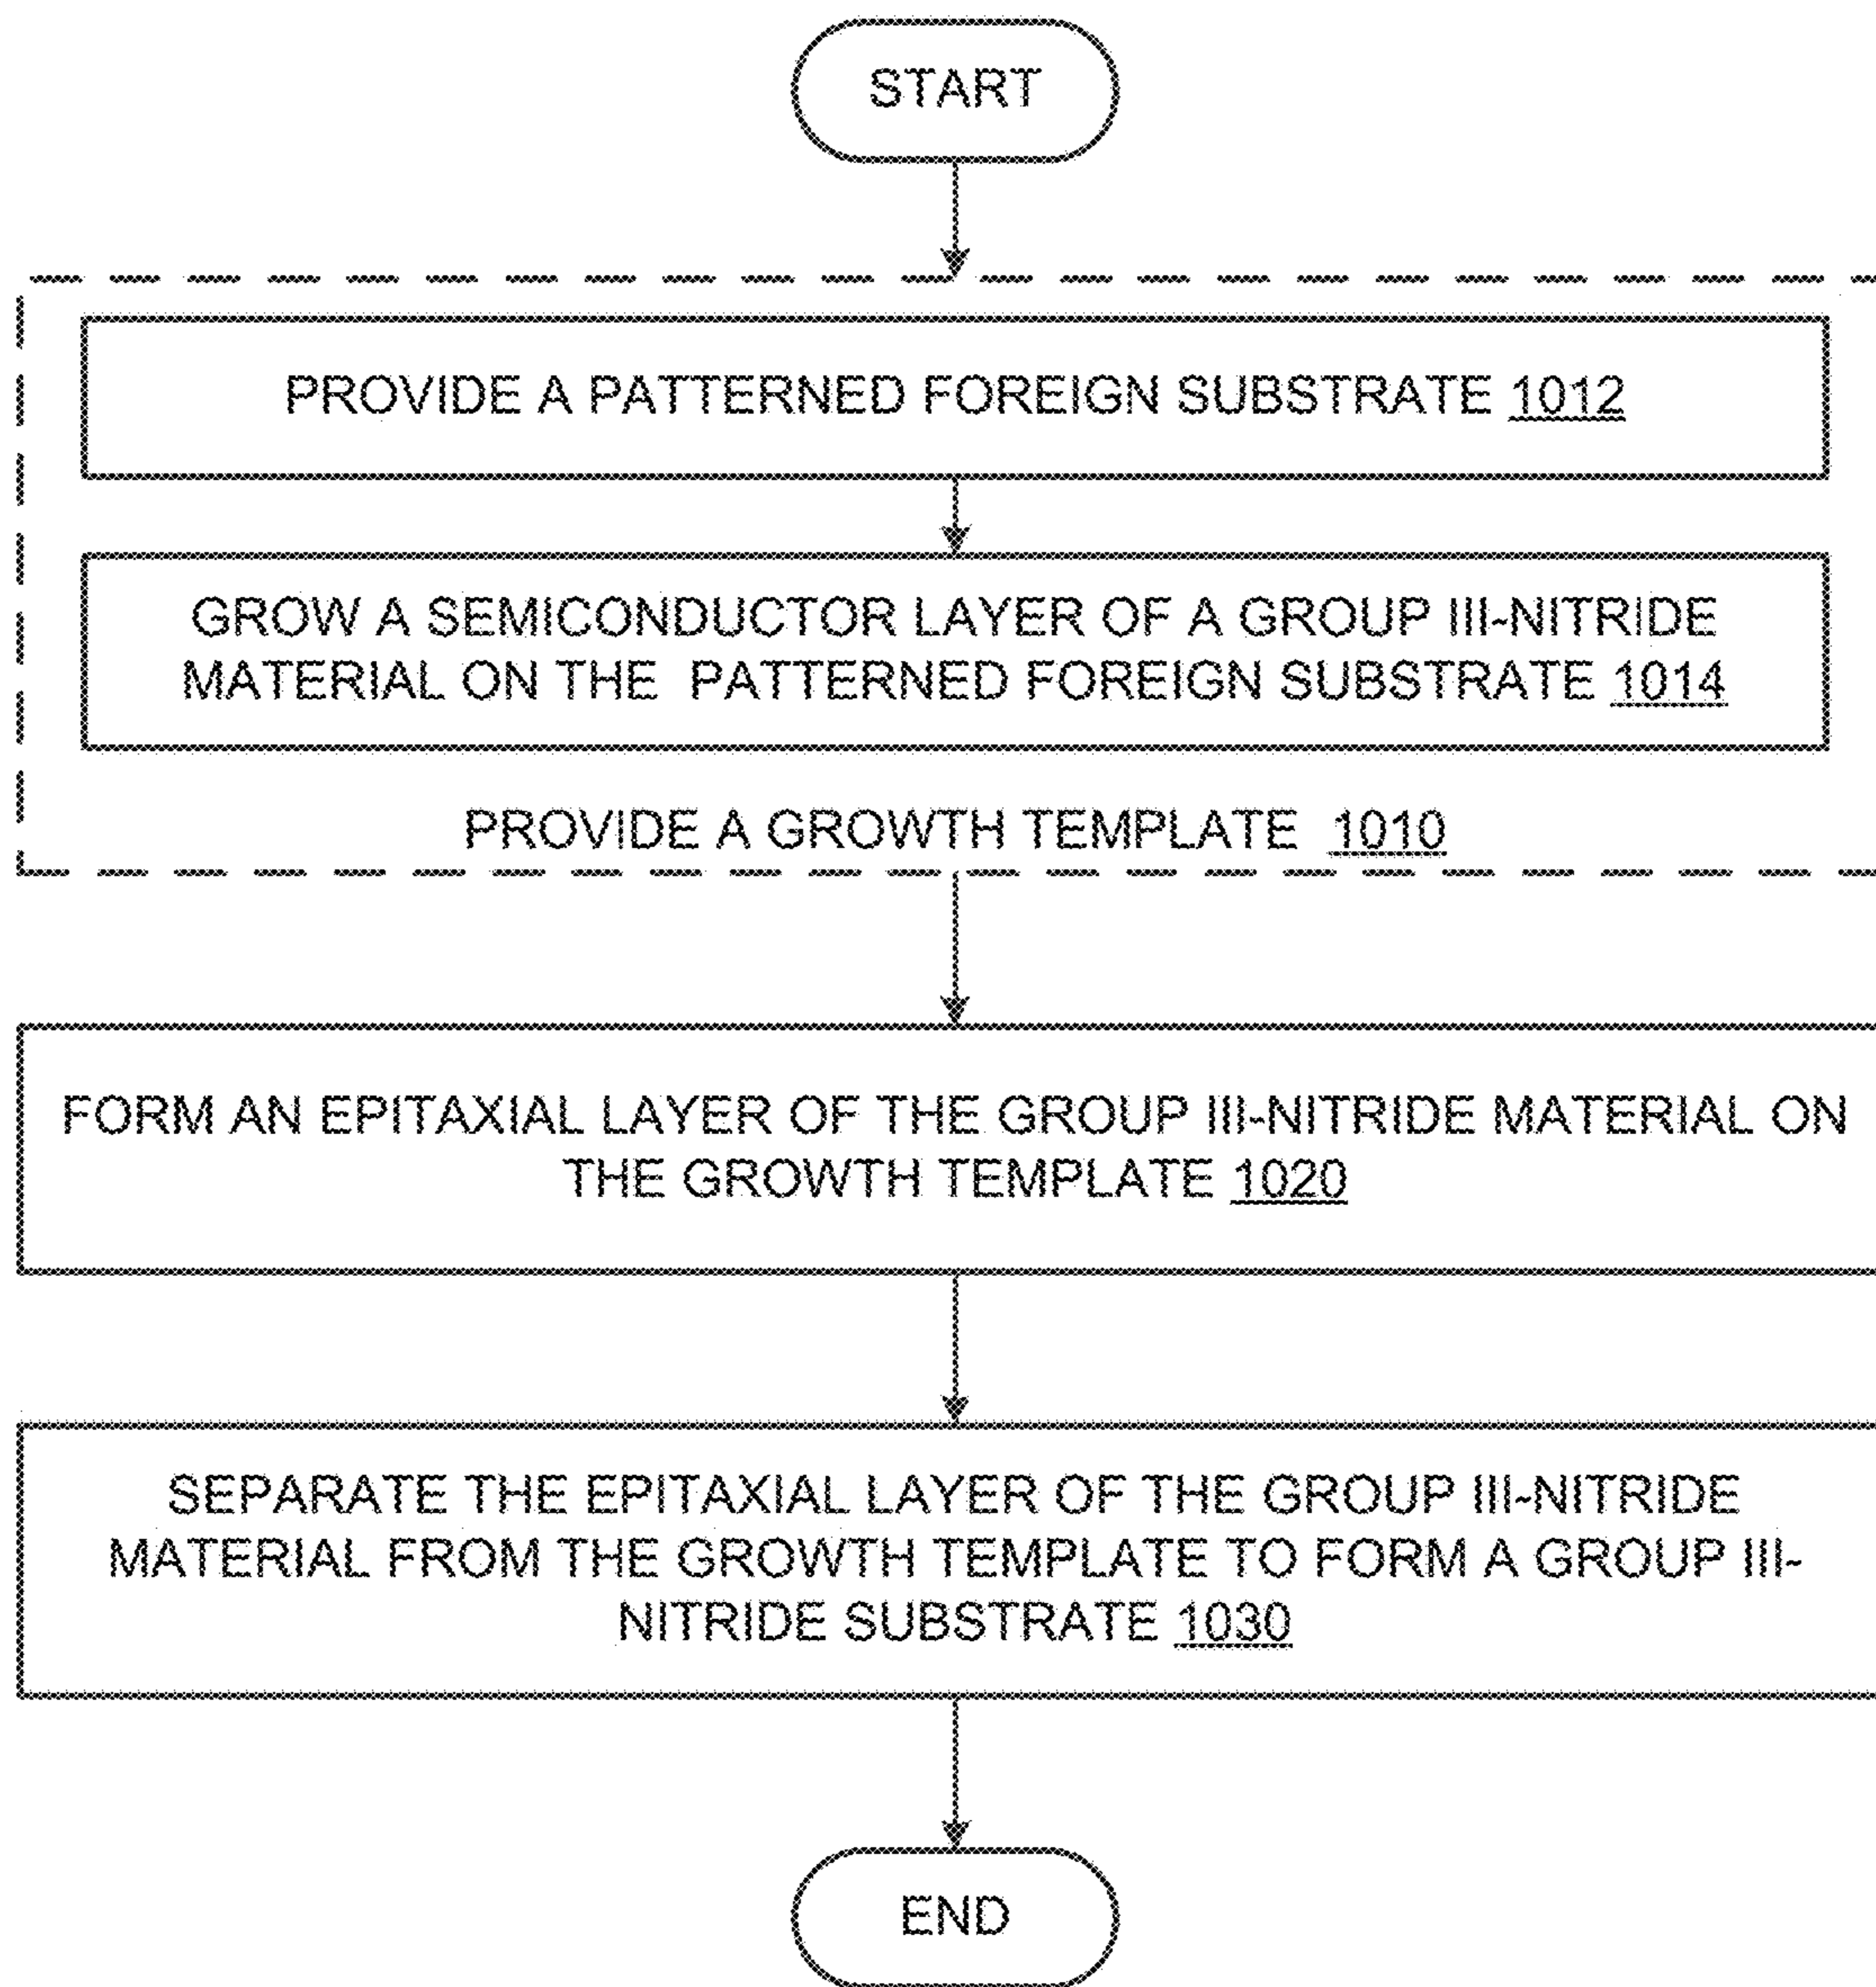 START
PROVIDE A PATTERNED FOREIGN SUBSTRATE 1012
GROW A SEMICONDUCTOR LAYER OF A GROUP III-NITRIDE
MATERIAL ON THE PATTERNED FOREIGN SUBSTRATE 1014
PROVIDE A GROWTH TEMPLATE 1010
FORM AN EPITAXIAL LAYER OF THE GROUP III-NITRIDE MATERIAL ON
THE GROWTH TEMPLATE 1020
SEPARATE THE EPITAXIAL LAYER OF THE GROUP III-NITRIDE
MATERIAL FROM THE GROWTH TEMPLATE TO FORM A GROUP III-
NITRIDE SUBSTRATE 1030
END